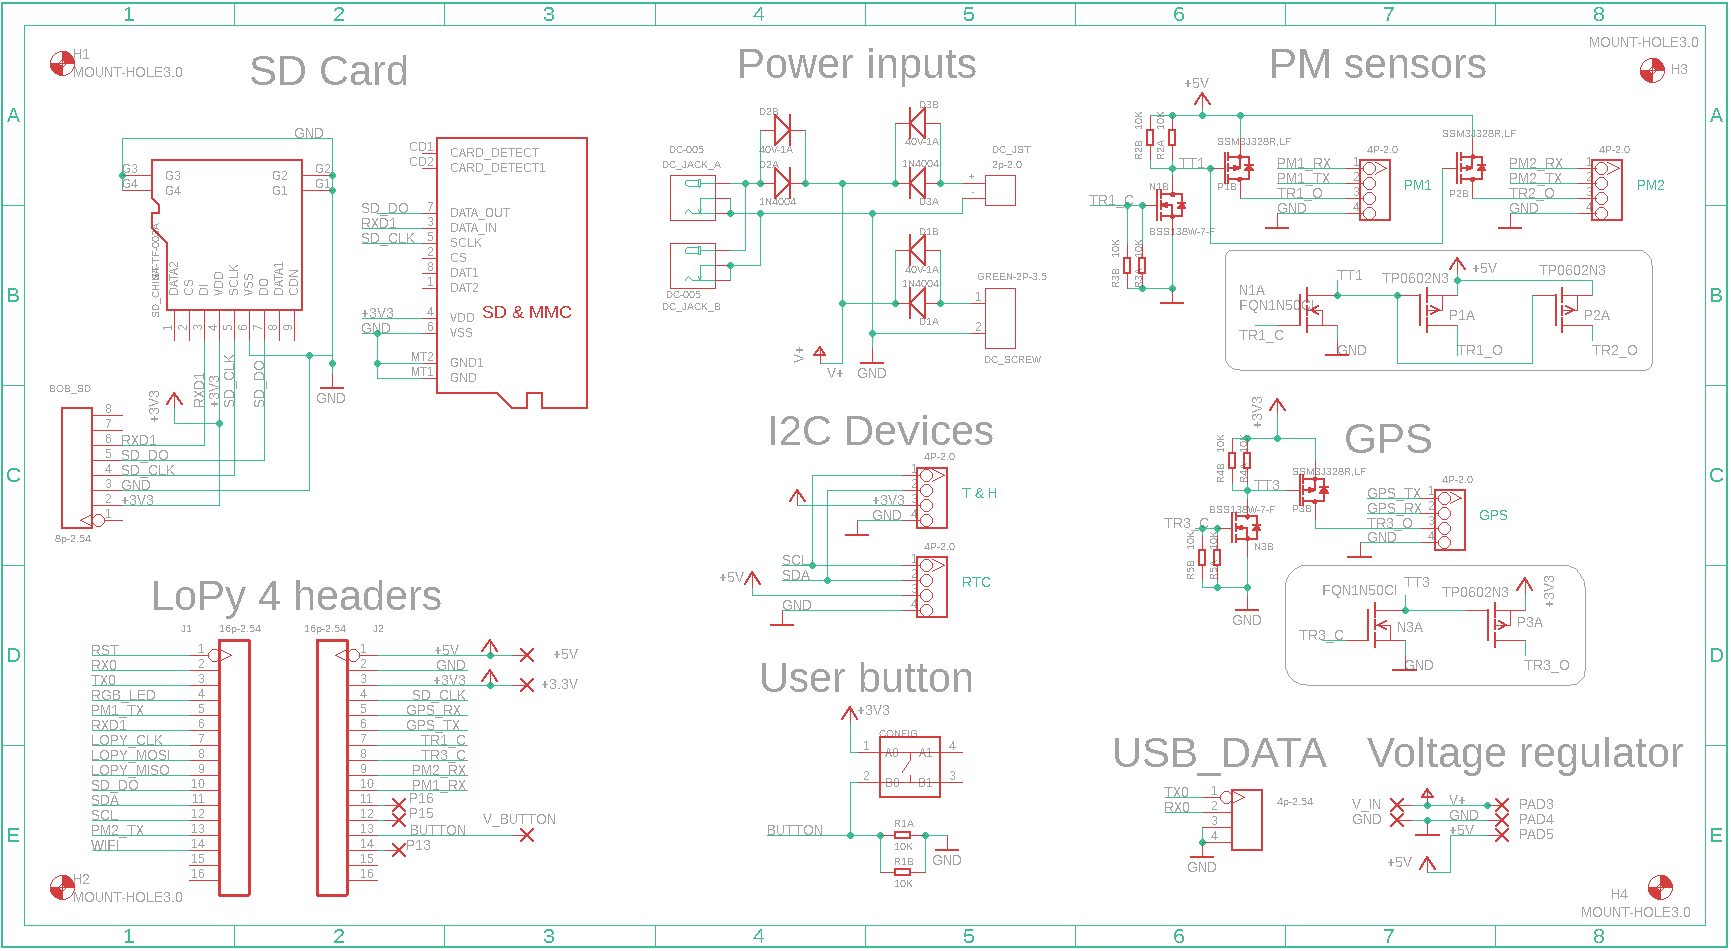 1 2 3 4 5 6 7 8
A
B
C
D
E
A
B
C
D
E
1 2 3 4 5 6 7 8
H1
MOUNT-HOLE3.0
H2
MOUNT-HOLE3.0
MOUNT-HOLE3.0
H3
H4
MOUNT-HOLE3.0
SD Card
GND
G3
G4
G3
G4
G2
G1
G2
G1
DATA2
CS
DI
VDD
SCLK
VSS
DO
DATA1
CDIN
1 2 3 4 5 6 7 8 9
RXD1
+3V3
SD_CLK
SD_DO
+3V3
GND
BOB_SD
8
7
6 RXD1
5 SD_DO
4 SD_CLK
3 GND
2 +3V3
1
8p-2.54
CD1 CARD_DETECT
CD2 CARD_DETECT1
SD_DO 7 DATA_OUT
RXD1 3 DATA_IN
SD_CLK 5 SCLK
2 CS
8 DAT1
1 DAT2
SD & MMC
+3V3 4 VDD
GND 6 VSS
MT2 GND1
MT1 GND
Power inputs
D2B
40V-1A
D2A
1N4004
D3B
40V-1A
1N4004
D3A
DC-005
DC_JACK_A
DC-005
DC_JACK_B
DC_JST
2p-2.0
+
-
D1B
40V-1A
1N4004
D1A
GREEN-2P-3.5
1
2
DC_SCREW
V+
V+
GND
PM sensors
+5V
R2B 10K
R2A 10K
TT1
SSM3J328R,LF
P1B
N1B
TR1_C
BSS138W-7-F
R3B 10K
R3A 10K
4P-2.0
PM1_RX 1
PM1_TX 2
TR1_O 3
GND 4
PM1
SSM3J328R,LF
P2B
4P-2.0
PM2_RX 1
PM2_TX 2
TR2_O 3
GND 4
PM2
N1A
FQN1N50CI
TR1_C
TT1
GND
TP0602N3
+5V
P1A
TR1_O
TP0602N3
P2A
TR2_O
I2C Devices
4P-2.0
1
2
+3V3 3
GND 4
T & H
4P-2.0
SCL 1
SDA 2
+5V 3
GND 4
RTC
GPS
+3V3
R4B 10K
R4A 10K
TT3
SSM3J328R,LF
P3B
BSS138W-7-F
TR3_C
N3B
R5B 10K
R5A 10K
GND
4P-2.0
GPS_TX 1
GPS_RX 2
TR3_O 3
GND 4
GPS
FQN1N50CI
TT3
TP0602N3
+3V3
N3A
P3A
TR3_C
GND
TR3_O
LoPy 4 headers
J1 16p-2.54
RST 1
RX0 2
TX0 3
RGB_LED 4
PM1_TX 5
RXD1 6
LOPY_CLK 7
LOPY_MOSI 8
LOPY_MISO 9
SD_DO 10
SDA 11
SCL 12
PM2_TX 13
WIFI 14
15
16
16p-2.54 J2
1 +5V
2 GND
3 +3V3
4 SD_CLK
5 GPS_RX
6 GPS_TX
7 TR1_C
8 TR3_C
9 PM2_RX
10 PM1_RX
11 P16
12 P15
13 BUTTON
14 P13
15
16
+5V
+3.3V
V_BUTTON
User button
+3V3
CONFIG
1 A0 A1 4
2 B0 B1 3
BUTTON
R1A
10K
R1B
10K
GND
USB_DATA
TX0 1
RX0 2
3
4
4p-2.54
GND
Voltage regulator
V_IN V+ PAD3
GND GND PAD4
+5V PAD5
+5V